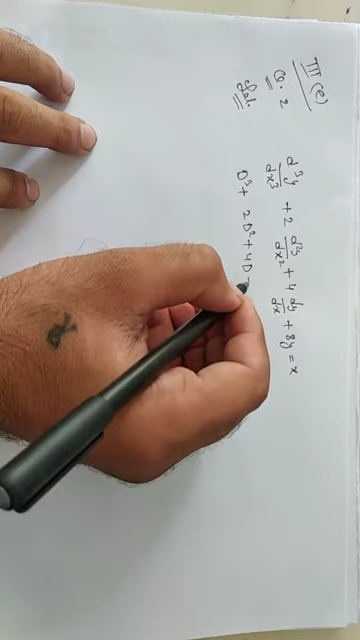 III (e)
Q. 2 d³y/dx³ + 2 d²y/dx² + 4 dy/dx + 8y = x
Sol. D³ + 2D² + 4D